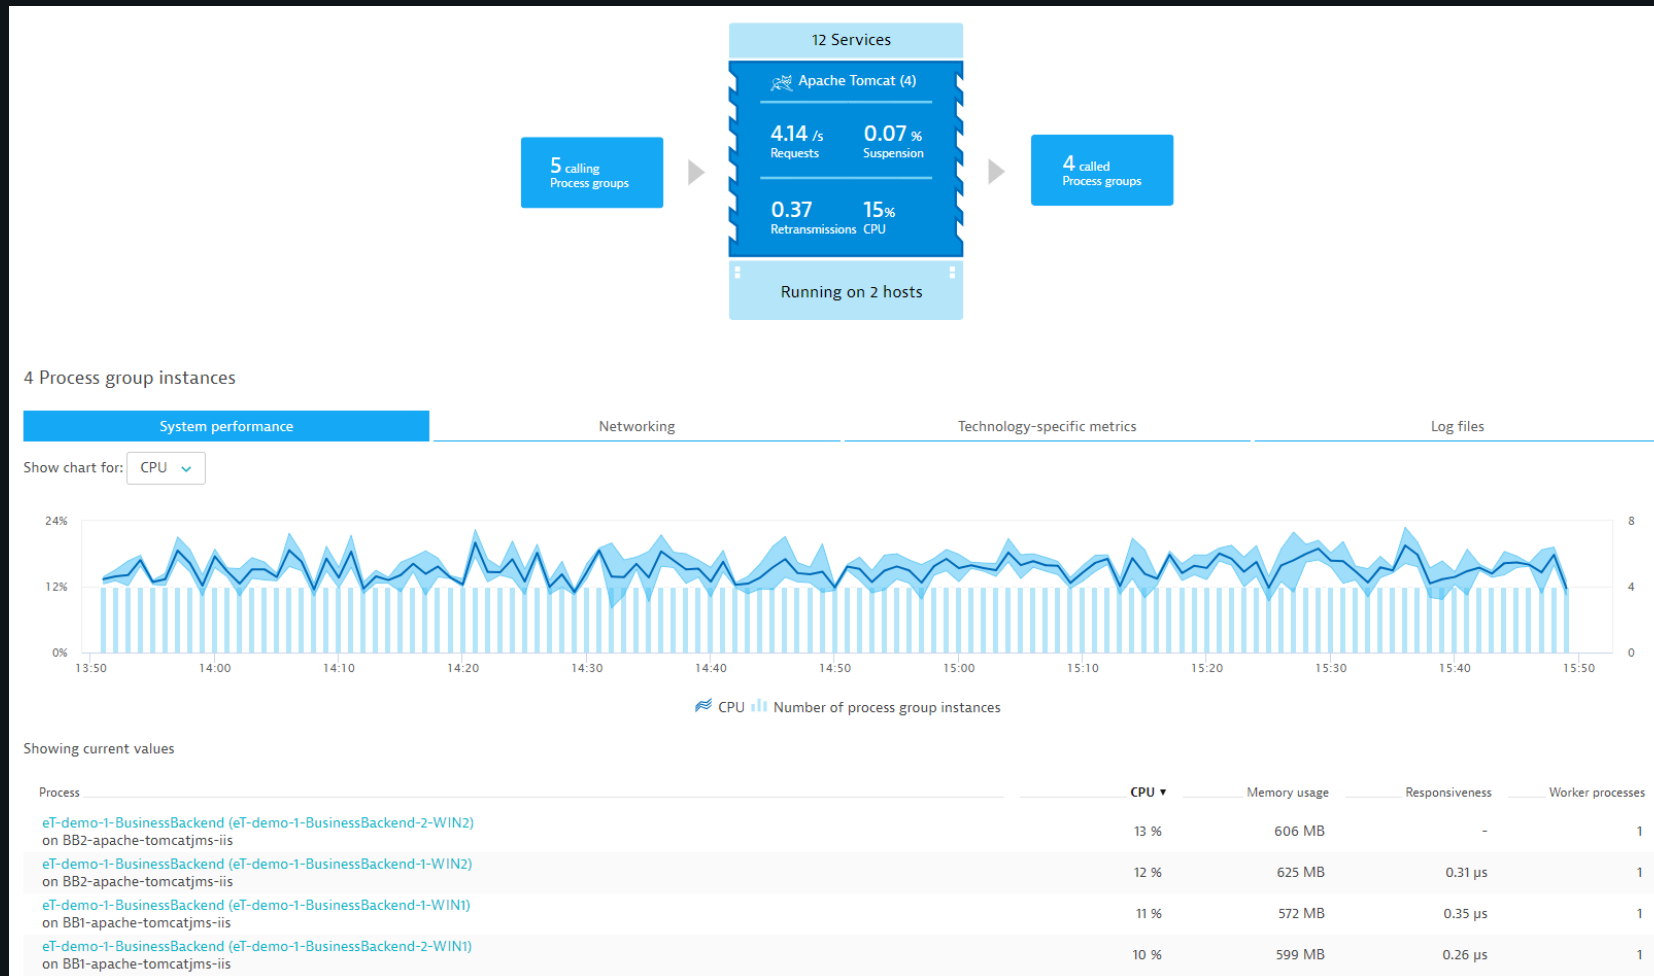 12 Services
Apache Tomcat (4)
4.14 /s
Requests
0.07 %
Suspension
0.37
Retransmissions
15%
CPU
5 calling
Process groups
4 called
Process groups
Running on 2 hosts
4 Process group instances
System performance
Networking
Technology-specific metrics
Log files
Show chart for: CPU
24%
12%
0%
8
4
0
13:50 14:00 14:10 14:20 14:30 14:40 14:50 15:00 15:10 15:20 15:30 15:40 15:50
CPU Number of process group instances
Showing current values
Process CPU ▼ Memory usage Responsiveness Worker processes
eT-demo-1-BusinessBackend (eT-demo-1-BusinessBackend-2-WIN2)
on BB2-apache-tomcatjms-iis
13 % 606 MB - 1
eT-demo-1-BusinessBackend (eT-demo-1-BusinessBackend-1-WIN2)
on BB2-apache-tomcatjms-iis
12 % 625 MB 0.31 µs 1
eT-demo-1-BusinessBackend (eT-demo-1-BusinessBackend-1-WIN1)
on BB1-apache-tomcatjms-iis
11 % 572 MB 0.35 µs 1
eT-demo-1-BusinessBackend (eT-demo-1-BusinessBackend-2-WIN1)
on BB1-apache-tomcatjms-iis
10 % 599 MB 0.26 µs 1